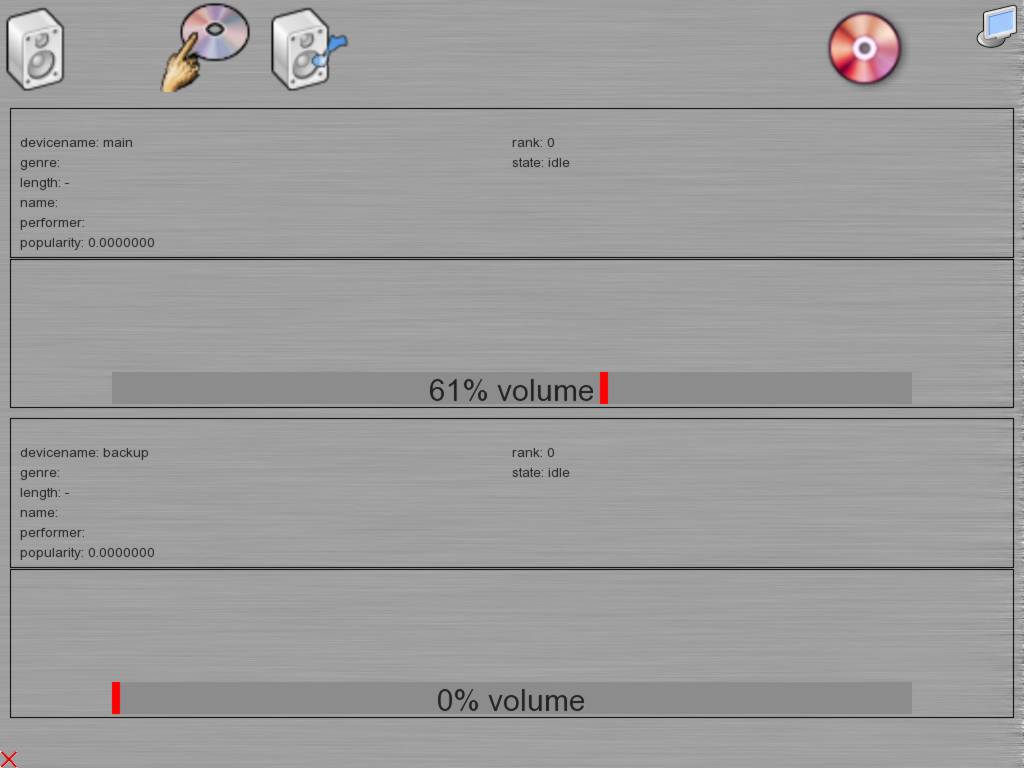 devicename: main
rank: 0
genre:
state: idle
length: -
name:
performer:
popularity: 0.0000000
61% volume
devicename: backup
rank: 0
genre:
state: idle
length: -
name:
performer:
popularity: 0.0000000
0% volume